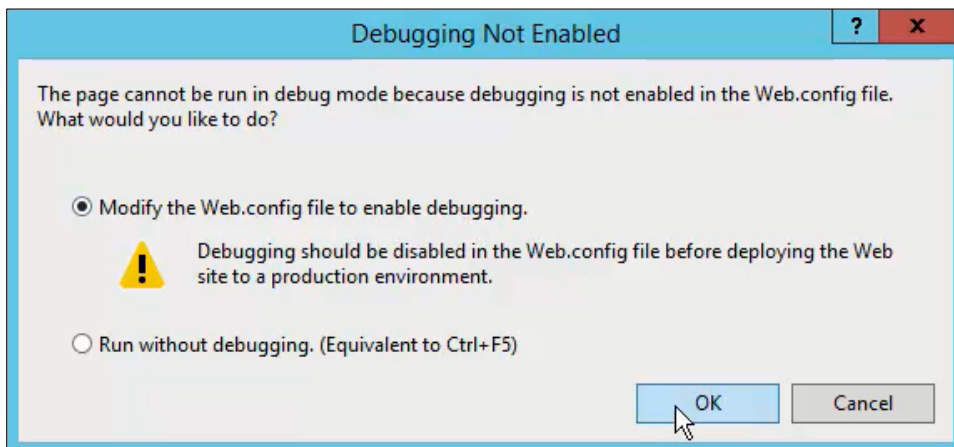 Debugging Not Enabled
?
x
The page cannot be run in debug mode because debugging is not enabled in the Web.config file.
What would you like to do?
Modify the Web.config file to enable debugging.
!
Debugging should be disabled in the Web.config file before deploying the Web
site to a production environment.
Run without debugging. (Equivalent to Ctrl+F5)
OK
Cancel